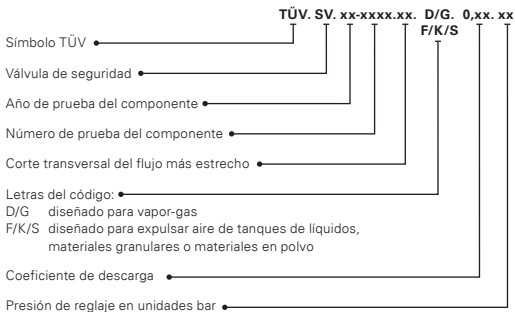 TÜV. SV. xx-xxxx.xx. D/G. 0,xx. xx
F/K/S
Símbolo TÜV
Válvula de seguridad
Año de prueba del componente
Número de prueba del componente
Corte transversal del flujo más estrecho
Letras del código:
D/G diseñado para vapor-gas
F/K/S diseñado para expulsar aire de tanques de líquidos,
materiales granulares o materiales en polvo
Coeficiente de descarga
Presión de reglaje en unidades bar